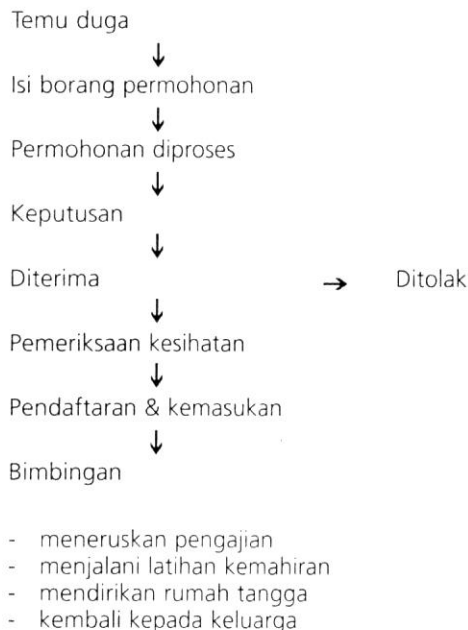 Temu duga
↓
Isi borang permohonan
↓
Permohonan diproses
↓
Keputusan
↓
Diterima → Ditolak
↓
Pemeriksaan kesihatan
↓
Pendaftaran & kemasukan
↓
Bimbingan
- meneruskan pengajian
- menjalani latihan kemahiran
- mendirikan rumah tangga
- kembali kepada keluarga